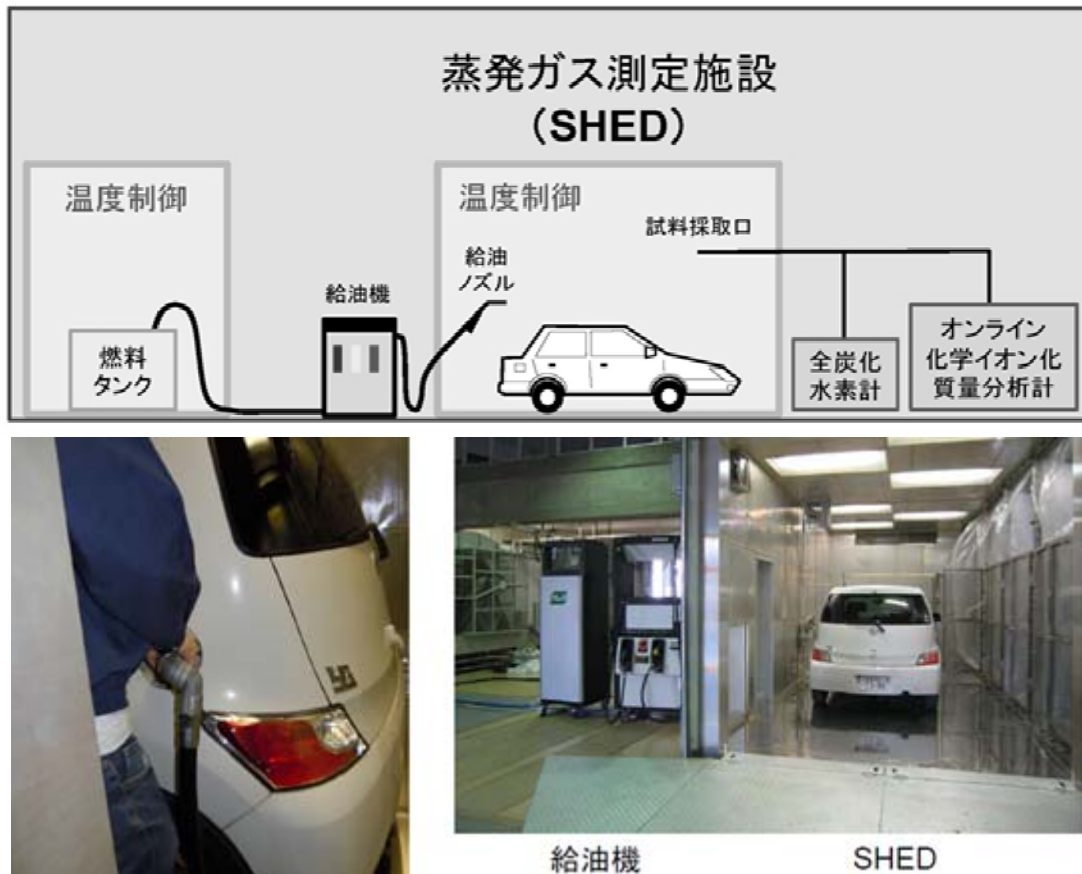 蒸発ガス測定施設
（SHED）
温度制御
温度制御
試料採取口
給油
ノズル
給油機
燃料
タンク
全炭化
水素計
オンライン
化学イオン化
質量分析計
給油機
SHED